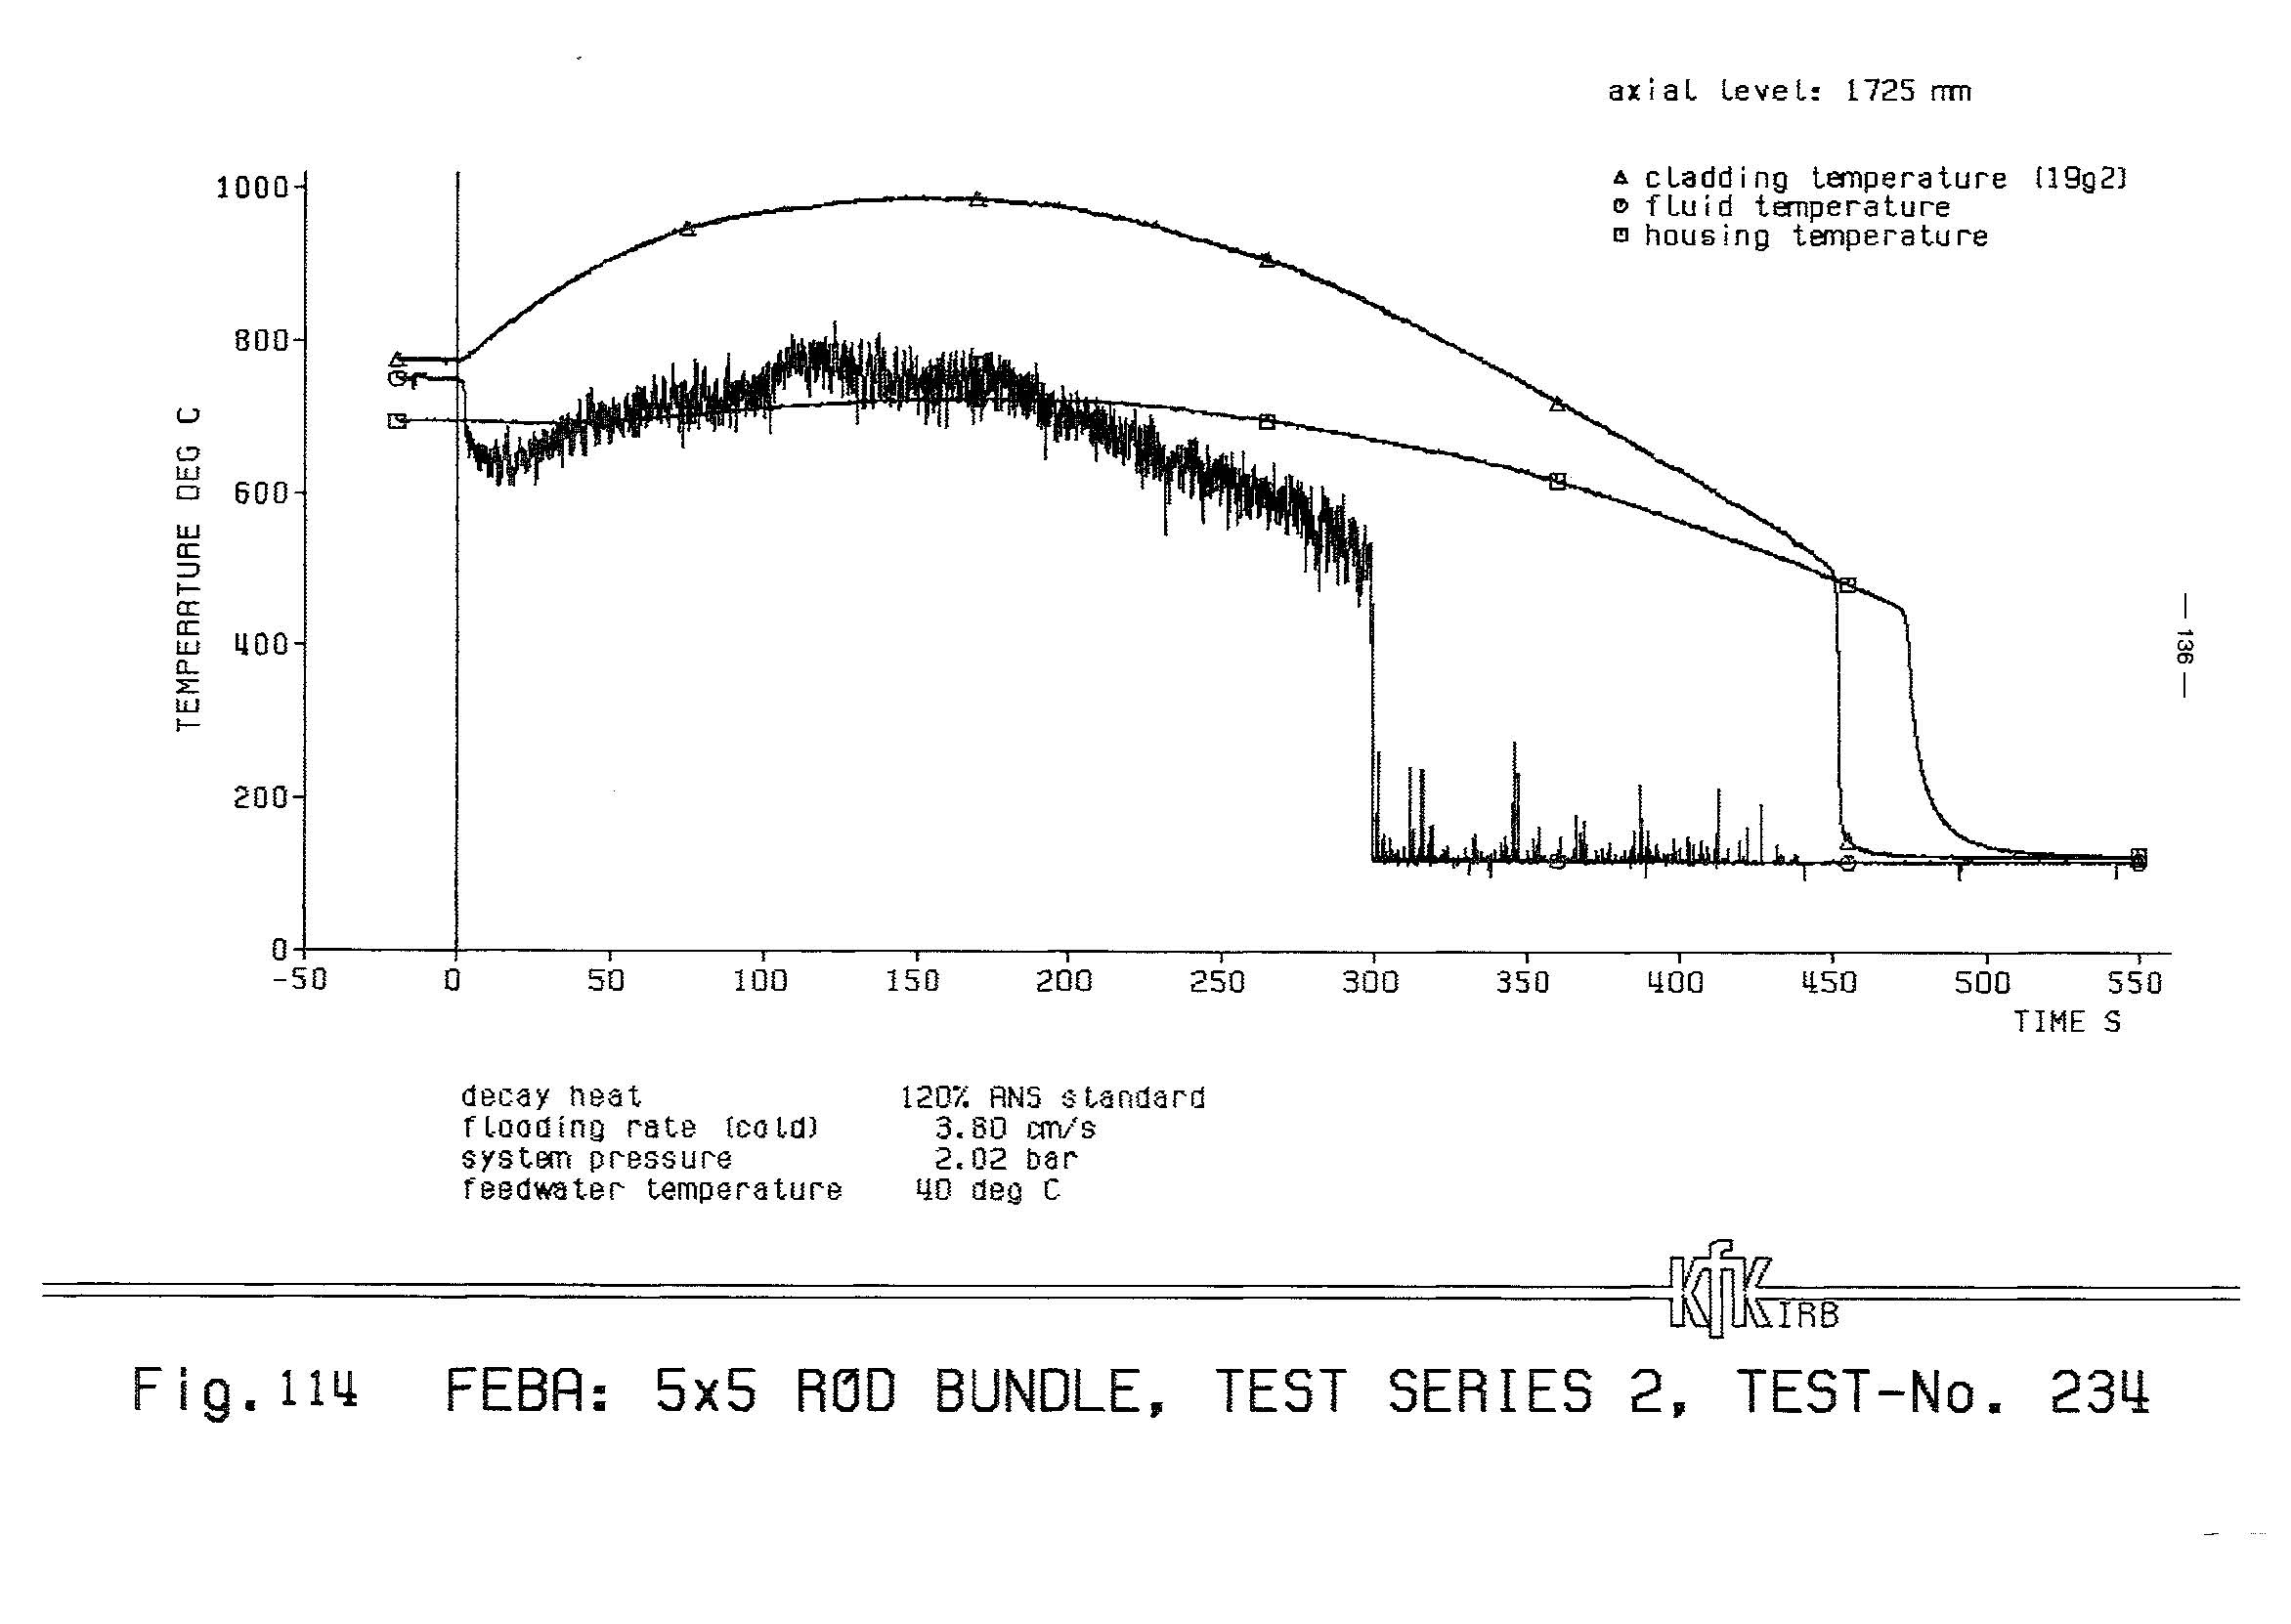 axial level: 1725 mm
cladding temperature (19g2)
fluid temperature
housing temperature
TEMPERATURE DEG C
1000
800
600
400
200
0
-50 0 50 100 150 200 250 300 350 400 450 500 550
TIME S
decay heat 120% ANS standard
flooding rate (cold) 3.80 cm/s
system pressure 2.02 bar
feedwater temperature 40 deg C
— 136 —
KfK IRB
Fig.114 FEBA: 5x5 RØD BUNDLE, TEST SERIES 2, TEST-No. 234